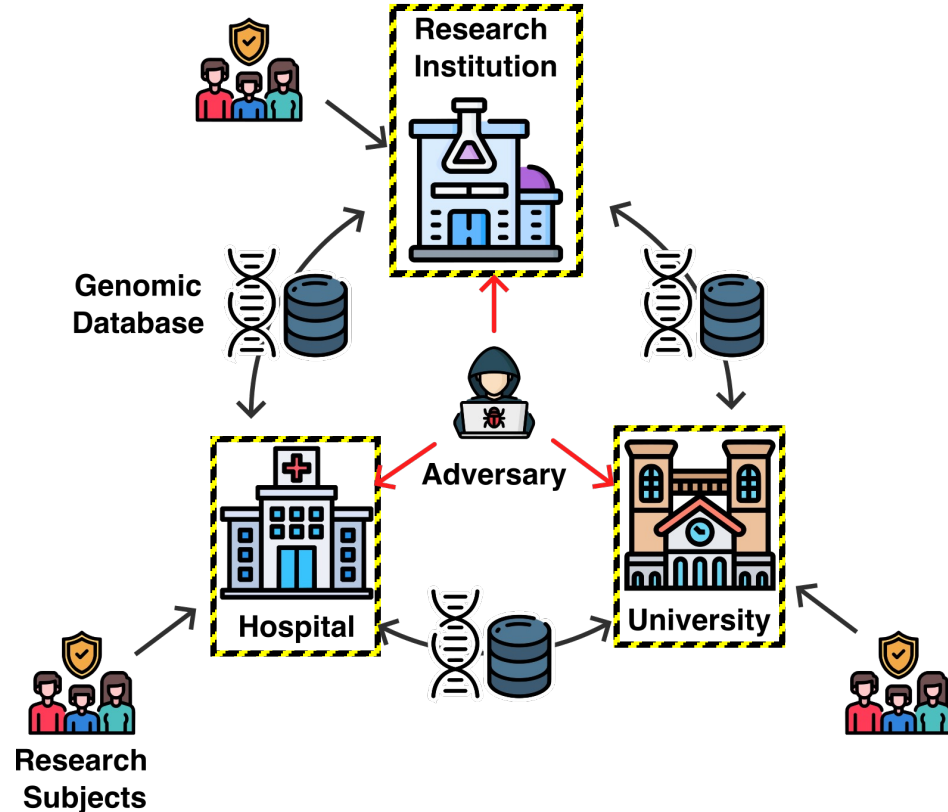 Research
Institution
Genomic
Database
Adversary
Hospital
University
Research
Subjects